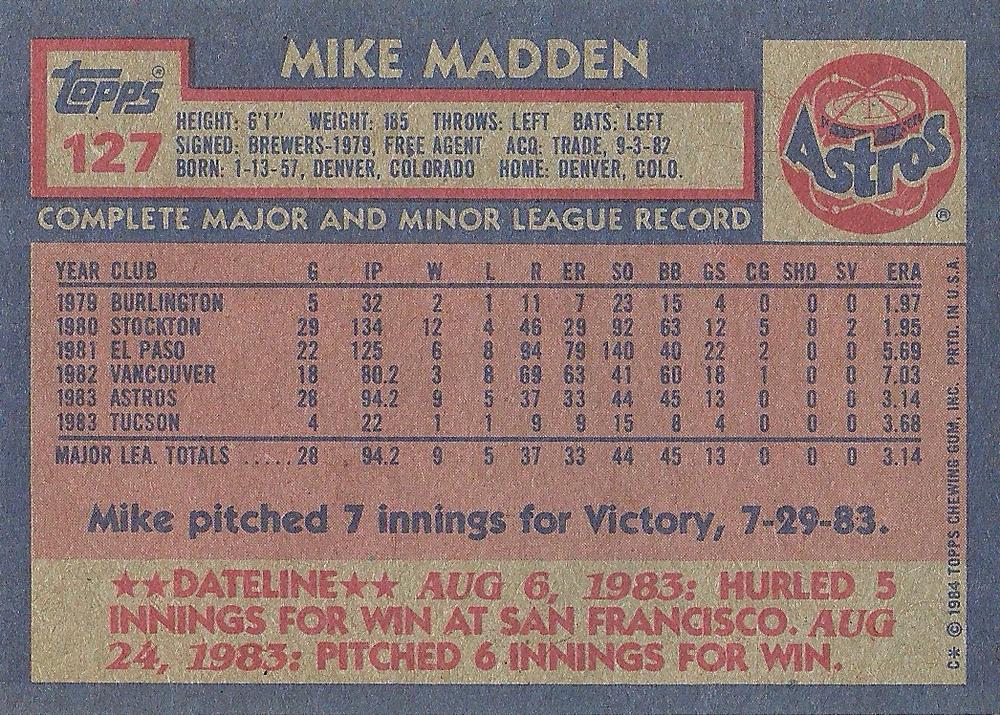 MIKE MADDEN
topps®
127
HEIGHT: 6'1" WEIGHT: 185 THROWS: LEFT BATS: LEFT
SIGNED: BREWERS-1979, FREE AGENT ACQ: TRADE, 9-3-82
BORN: 1-13-57, DENVER, COLORADO HOME: DENVER, COLO.
Astros
®
COMPLETE MAJOR AND MINOR LEAGUE RECORD
YEAR CLUB G IP W L R ER SO BB GS CG SHO SV ERA
1979 BURLINGTON 5 32 2 1 11 7 23 15 4 0 0 0 1.97
1980 STOCKTON 29 134 12 4 46 29 92 63 12 5 0 2 1.95
1981 EL PASO 22 125 6 8 94 79 140 40 22 2 0 0 5.69
1982 VANCOUVER 18 80.2 3 8 69 63 41 60 18 1 0 0 7.03
1983 ASTROS 28 94.2 9 5 37 33 44 45 13 0 0 0 3.14
1983 TUCSON 4 22 1 1 9 9 15 8 4 0 0 0 3.68
MAJOR LEA. TOTALS ..... 28 94.2 9 5 37 33 44 45 13 0 0 0 3.14
Mike pitched 7 innings for Victory, 7-29-83.
★★DATELINE★★ AUG 6, 1983: HURLED 5
INNINGS FOR WIN AT SAN FRANCISCO. AUG
24, 1983: PITCHED 6 INNINGS FOR WIN.
C* © 1984 TOPPS CHEWING GUM, INC. PRTD. IN U.S.A.